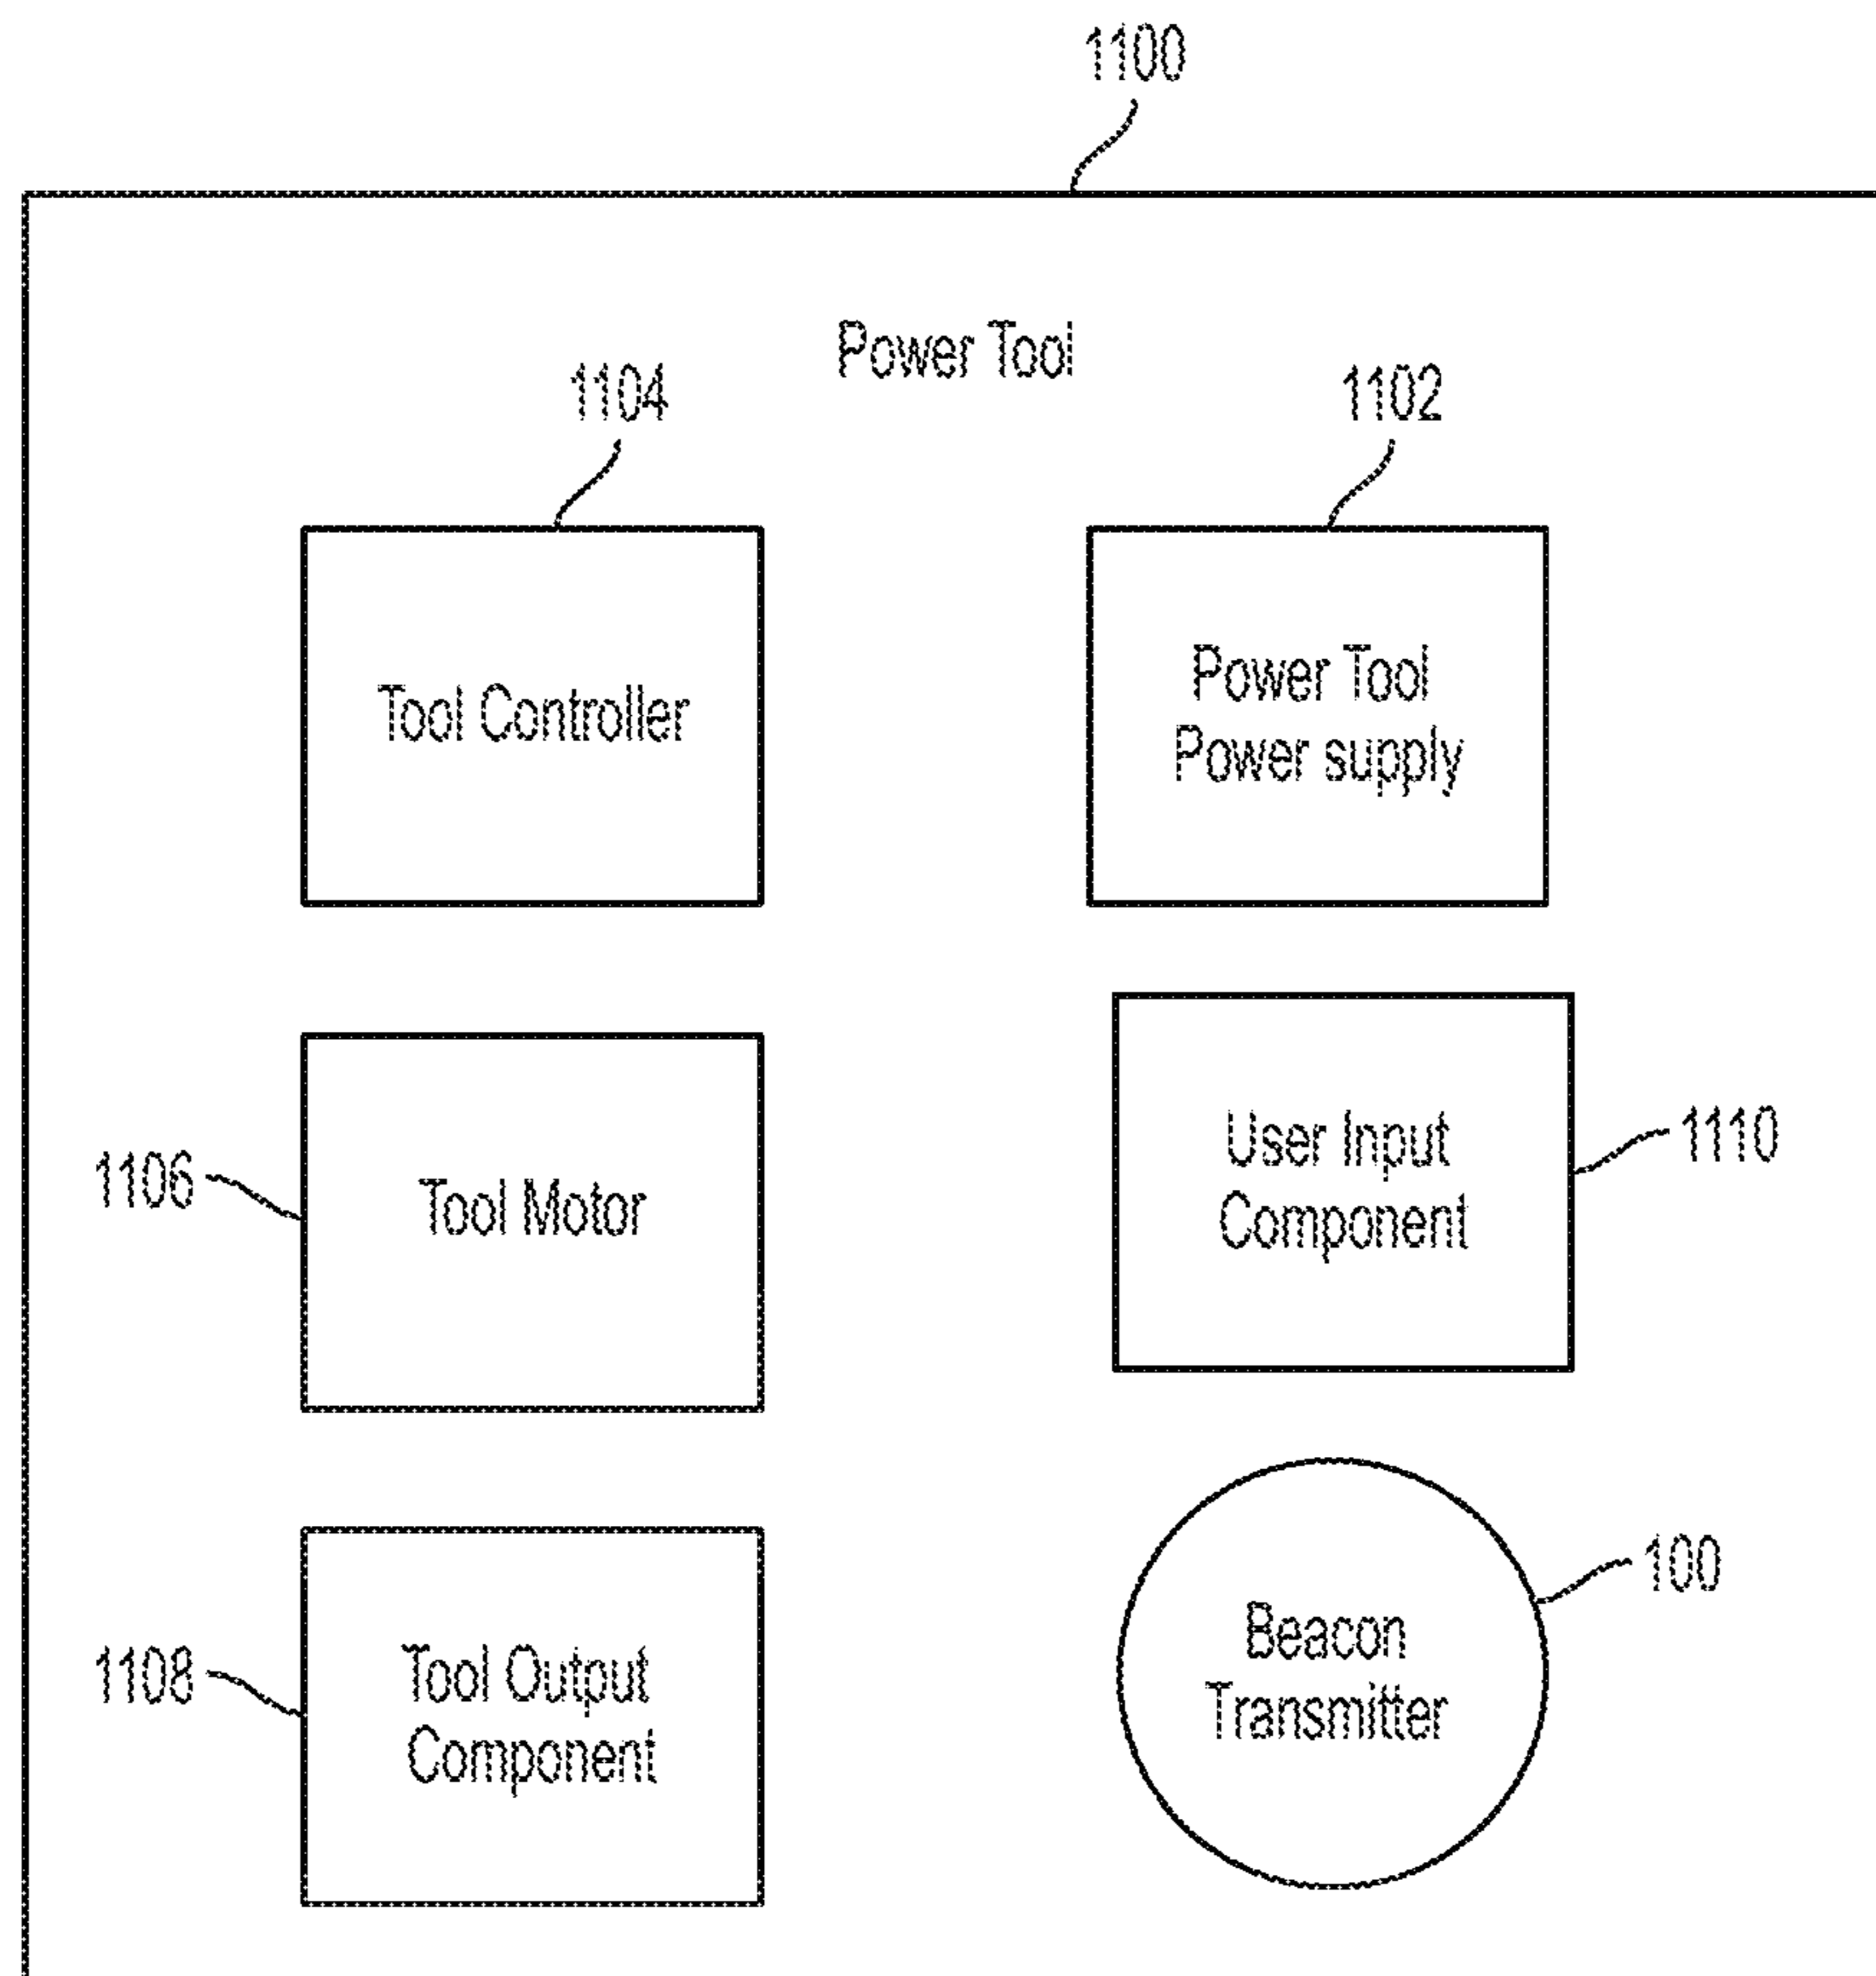 1100
Power Tool
1104
1102
Tool Controller
Power Tool
Power supply
1106
Tool Motor
User Input
Component
1110
1108
Tool Output
Component
Beacon
Transmitter
100